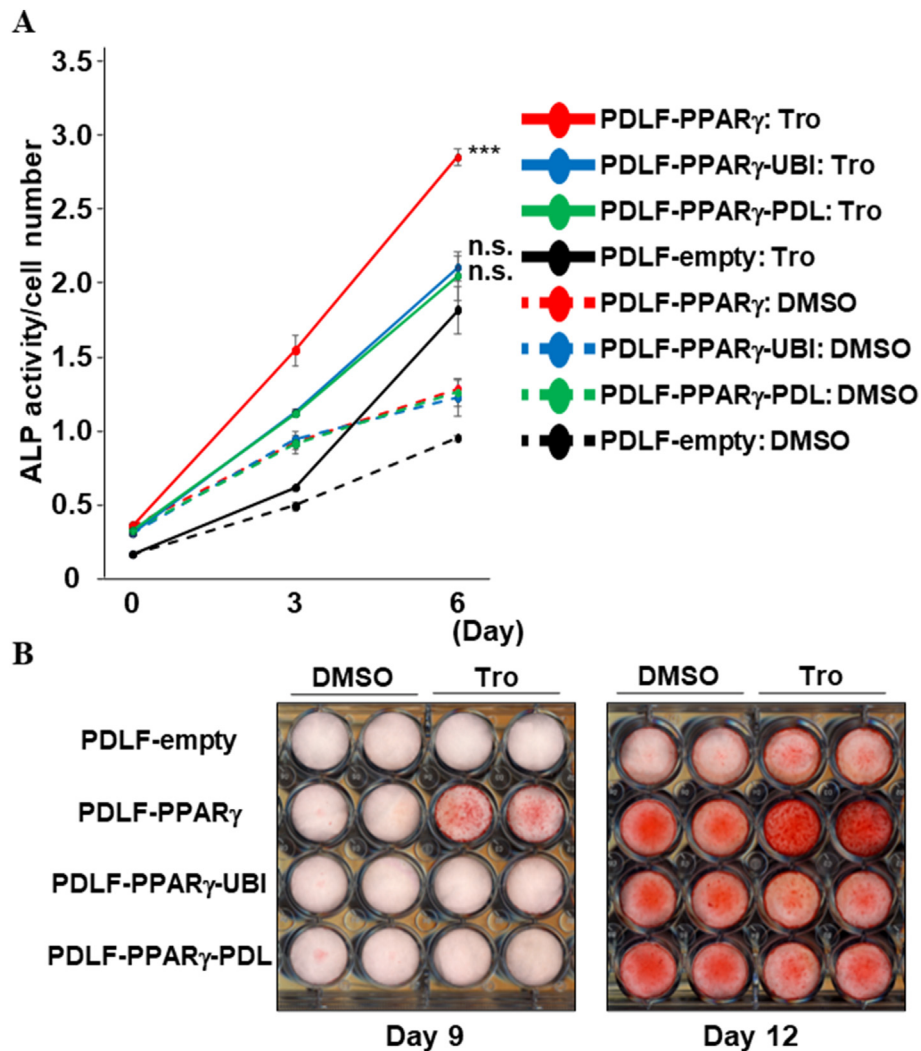 A
3.5
3.0
2.5
2.0
1.5
1.0
0.5
0
ALP activity/cell number
0 3 6
(Day)
***
n.s.
n.s.
PDLF-PPARγ: Tro
PDLF-PPARγ-UBI: Tro
PDLF-PPARγ-PDL: Tro
PDLF-empty: Tro
PDLF-PPARγ: DMSO
PDLF-PPARγ-UBI: DMSO
PDLF-PPARγ-PDL: DMSO
PDLF-empty: DMSO
B
DMSO Tro DMSO Tro
PDLF-empty
PDLF-PPARγ
PDLF-PPARγ-UBI
PDLF-PPARγ-PDL
Day 9 Day 12